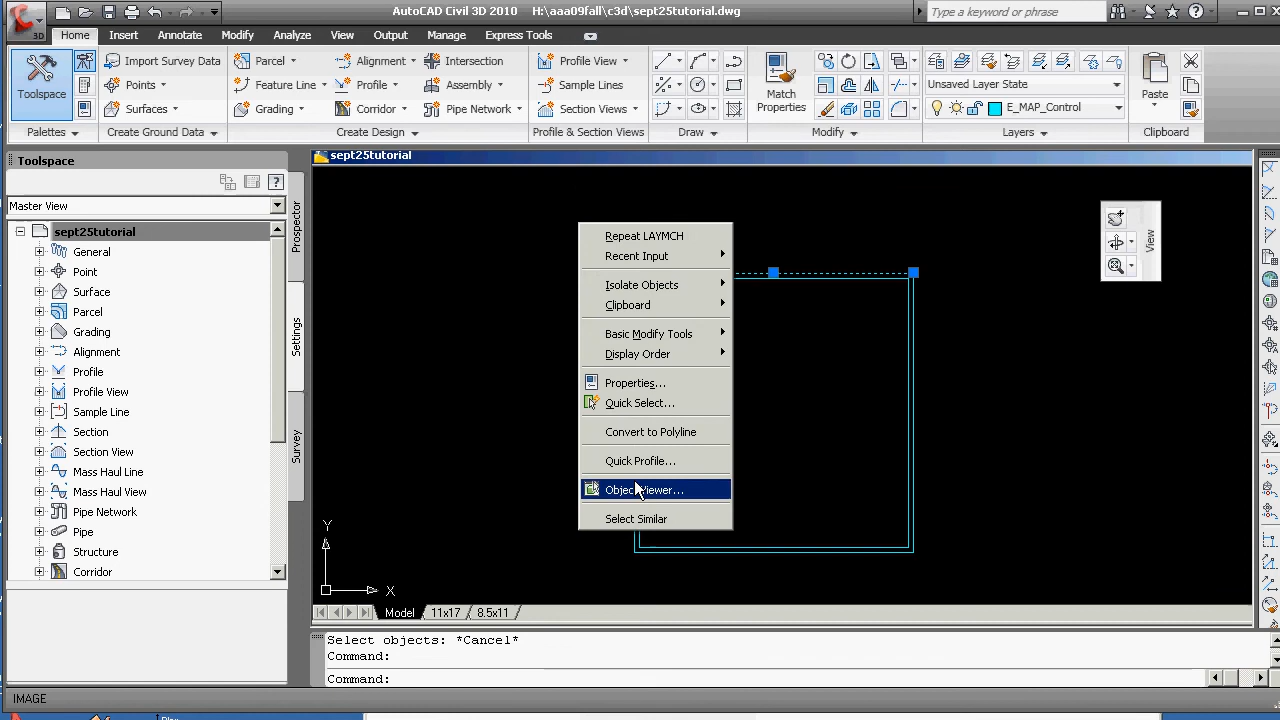 AutoCAD Civil 3D 2010 H:\aaa09fall\c3d\sept25tutorial.dwg
Type a keyword or phrase
3D
Home Insert Annotate Modify Analyze View Output Manage Express Tools
Import Survey Data Parcel Alignment Intersection Profile View
Points Feature Line Profile Assembly Sample Lines Unsaved Layer State
Toolspace Match Properties Paste
Surfaces Grading Corridor Pipe Network Section Views E_MAP_Control
Palettes Create Ground Data Create Design Profile & Section Views Draw Modify Layers Clipboard
Toolspace
sept25tutorial
Master View
sept25tutorial
General
Point
Surface
Parcel
Grading
Alignment
Profile
Profile View
Sample Line
Section
Section View
Mass Haul Line
Mass Haul View
Pipe Network
Pipe
Structure
Corridor
Prospector
Settings
Survey
Repeat LAYMCH
Recent Input
Isolate Objects
Clipboard
Basic Modify Tools
Display Order
Properties...
Quick Select...
Convert to Polyline
Quick Profile...
Object Viewer...
Select Similar
View
Y
X
Model 11x17 8.5x11
Select objects: *Cancel*
Command:
Command:
IMAGE